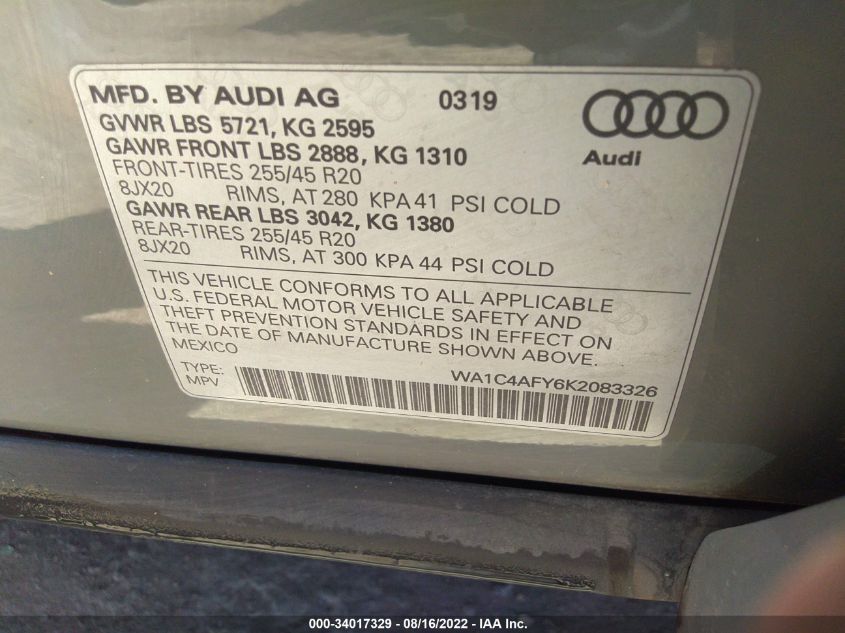 MFD. BY AUDI AG 0319
GVWR LBS 5721, KG 2595
GAWR FRONT LBS 2888, KG 1310
FRONT-TIRES 255/45 R20
8JX20 RIMS, AT 280 KPA 41 PSI COLD
GAWR REAR LBS 3042, KG 1380
REAR-TIRES 255/45 R20
8JX20 RIMS, AT 300 KPA 44 PSI COLD
Audi
THIS VEHICLE CONFORMS TO ALL APPLICABLE
U.S. FEDERAL MOTOR VEHICLE SAFETY AND
THEFT PREVENTION STANDARDS IN EFFECT ON
THE DATE OF MANUFACTURE SHOWN ABOVE.
MEXICO
TYPE: WA1C4AFY6K2083326
MPV
000-34017329 - 08/16/2022 - IAA Inc.